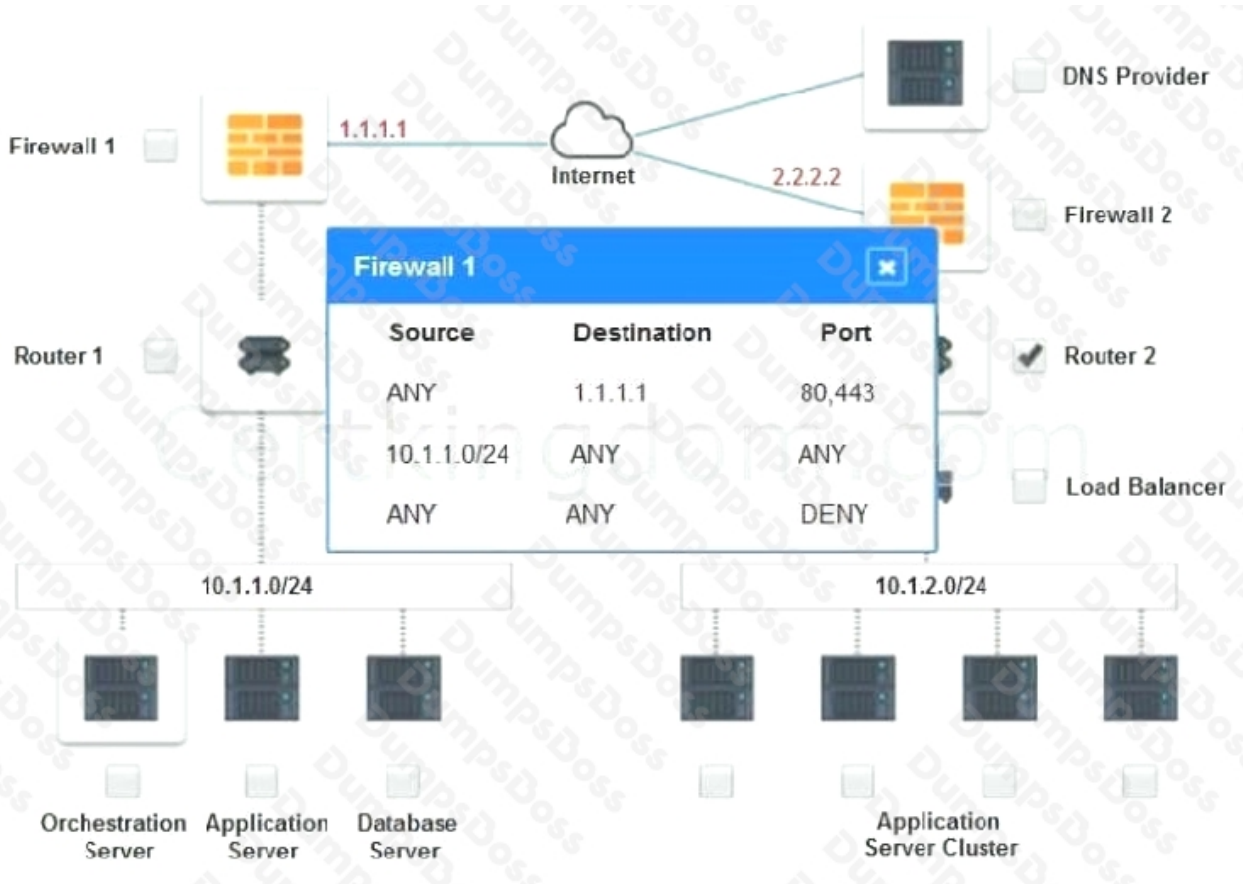 DNS Provider
Firewall 1
1.1.1.1
Internet
2.2.2.2
Firewall 2
Firewall 1
Source Destination Port
Router 1
Router 2
ANY 1.1.1.1 80,443
10.1.1.0/24 ANY ANY
Load Balancer
ANY ANY DENY
10.1.1.0/24
10.1.2.0/24
Orchestration Server
Application Server
Database Server
Application Server Cluster
DumpsDoss